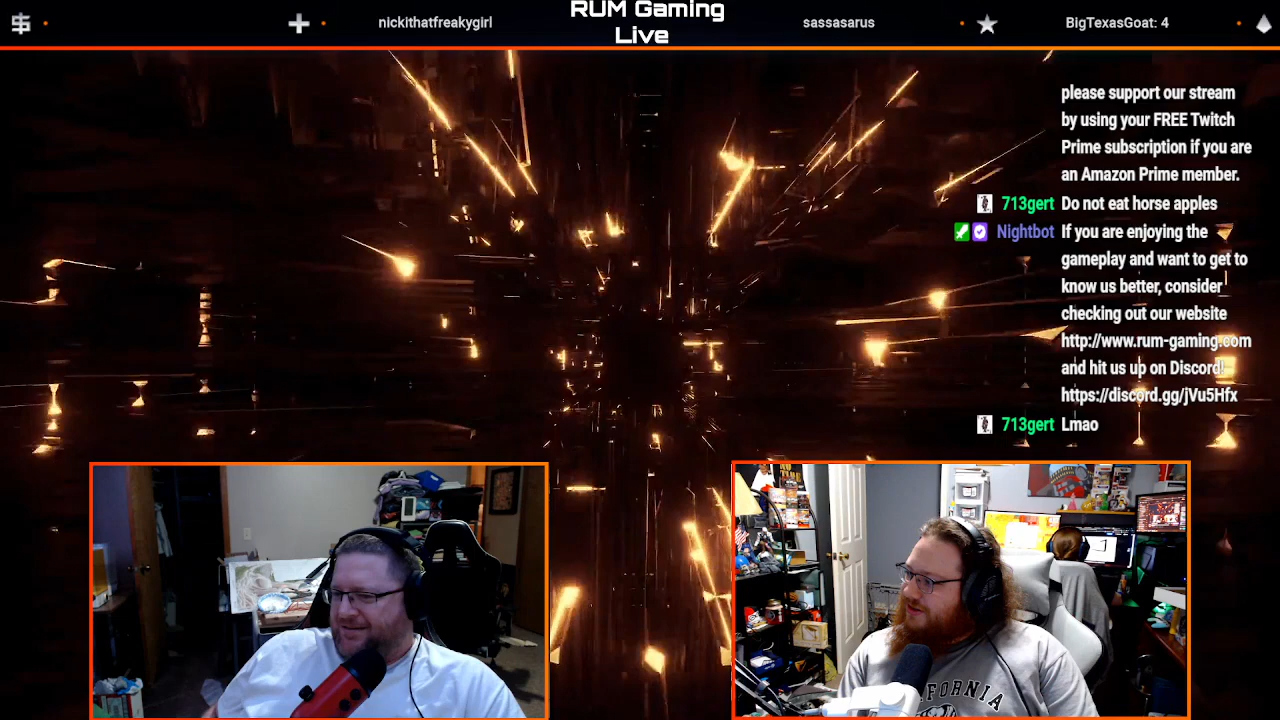 nickithatfreakygirl
RUM Gaming
Live
sassasarus
BigTexasGoat: 4
please support our stream
by using your FREE Twitch
Prime subscription if you are
an Amazon Prime member.
713gert Do not eat horse apples
Nightbot If you are enjoying the
gameplay and want to get to
know us better, consider
checking out our website
http://www.rum-gaming.com
and hit us up on Discord!
https://discord.gg/jVu5Hfx
713gert Lmao